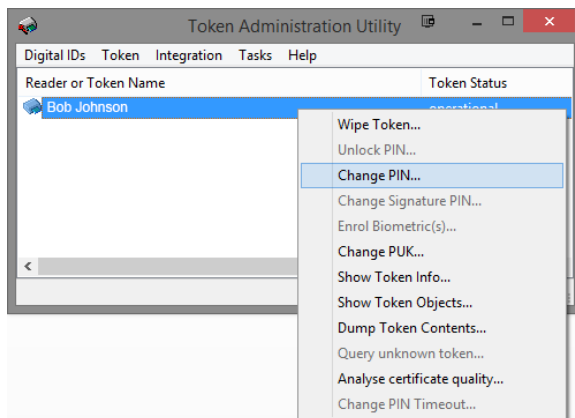 Token Administration Utility
Digital IDs Token Integration Tasks Help
Reader or Token Name Token Status
Bob Johnson operational
Wipe Token...
Unlock PIN...
Change PIN...
Change Signature PIN...
Enrol Biometric(s)...
Change PUK...
Show Token Info...
Show Token Objects...
Dump Token Contents...
Query unknown token...
Analyse certificate quality...
Change PIN Timeout...